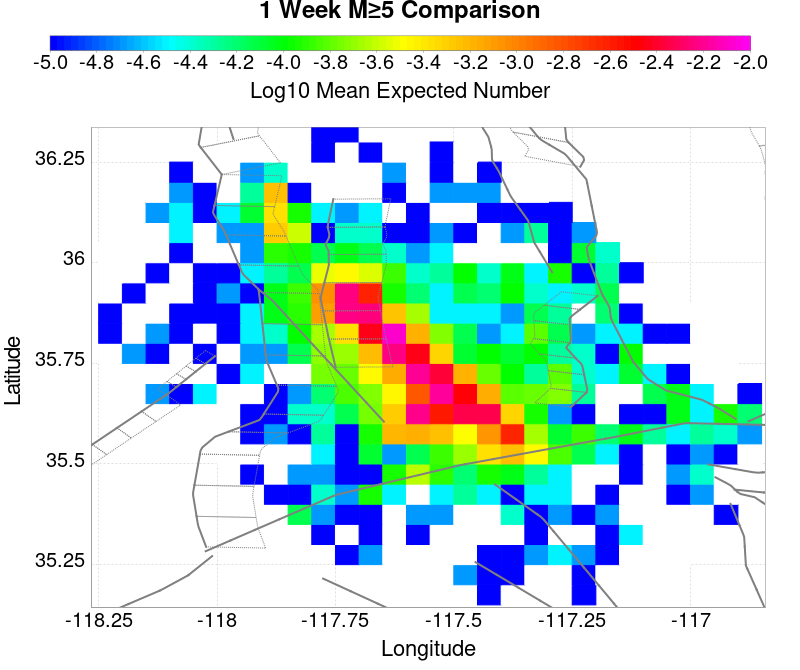 1 Week M≥5 Comparison
-5.0 -4.8 -4.6 -4.4 -4.2 -4.0 -3.8 -3.6 -3.4 -3.2 -3.0 -2.8 -2.6 -2.4 -2.2 -2.0
Log10 Mean Expected Number
36.25
36
35.75
35.5
35.25
Latitude
-118.25 -118 -117.75 -117.5 -117.25 -117
Longitude